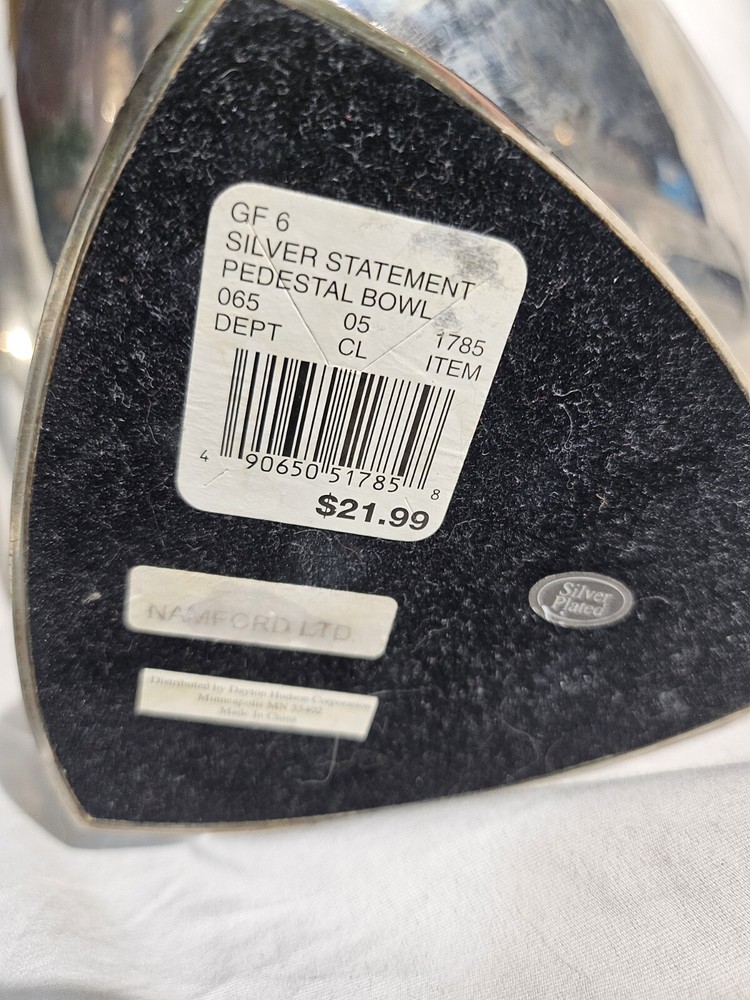 GF 6
SILVER STATEMENT
PEDESTAL BOWL
065 05 1785
DEPT CL ITEM
4 90650 51785 8
$21.99
Silver
Plated
NAMFORD LTD
Distributed by Dayton Hudson Corporation
Minneapolis MN 55402
Made In China